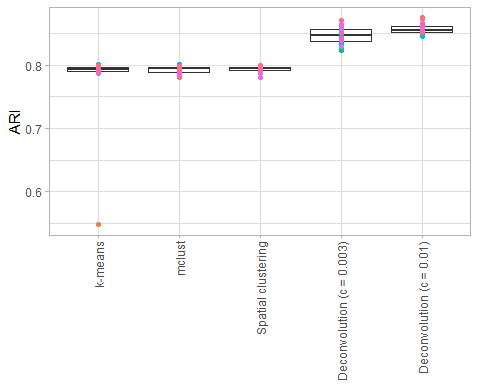 ARI
0.8
0.7
0.6
k-means
mclust
Spatial clustering
Deconvolution (c = 0.003)
Deconvolution (c = 0.01)